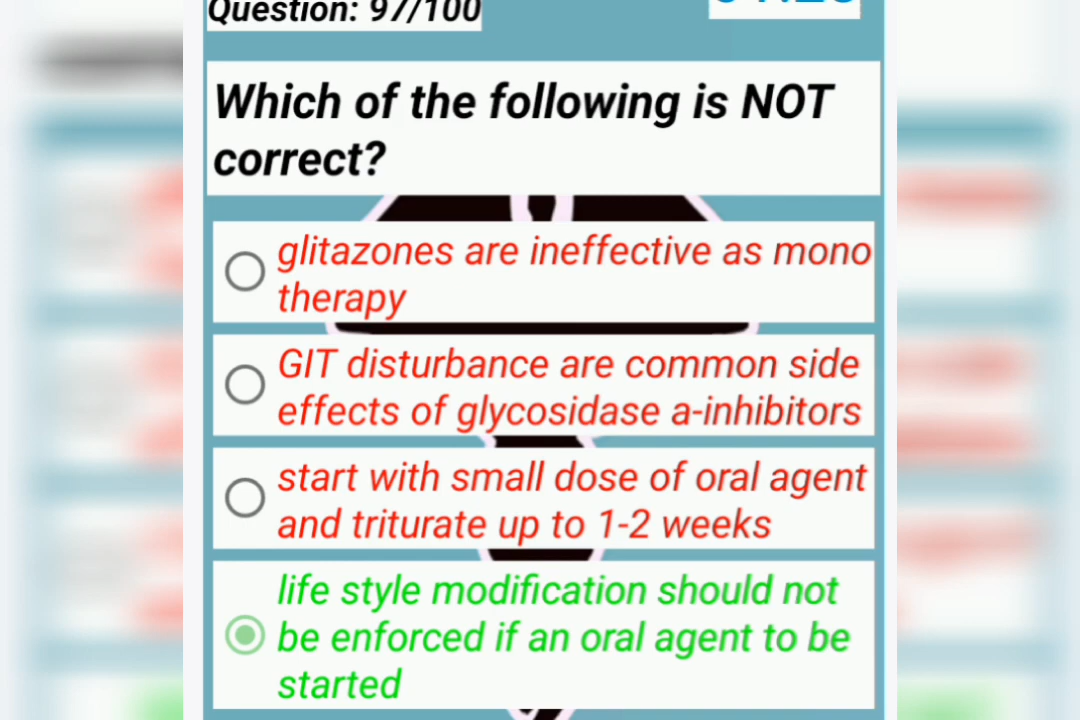 Question: 97/100
Which of the following is NOT
correct?
glitazones are ineffective as mono
therapy
GIT disturbance are common side
effects of glycosidase a-inhibitors
start with small dose of oral agent
and triturate up to 1-2 weeks
life style modification should not
be enforced if an oral agent to be
started